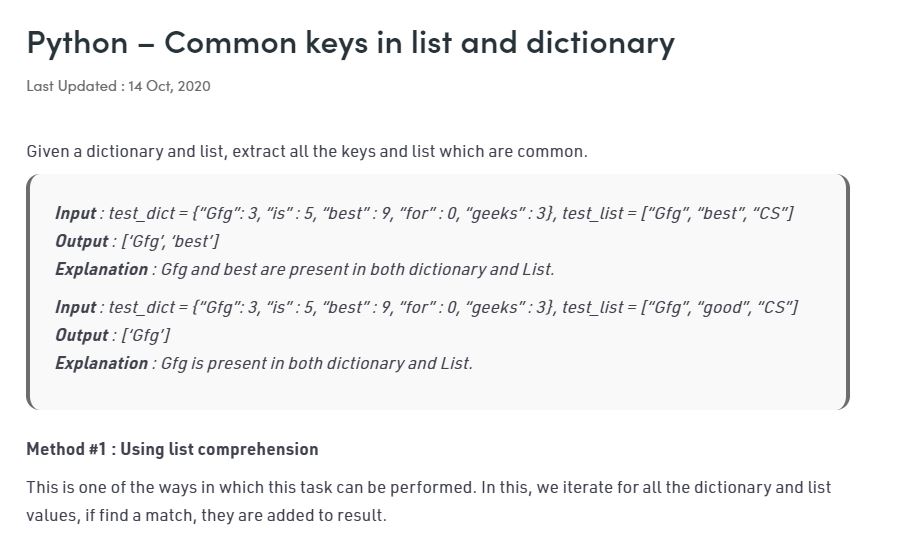 Python – Common keys in list and dictionary
Last Updated : 14 Oct, 2020
Given a dictionary and list, extract all the keys and list which are common.
Input : test_dict = {“Gfg”: 3, “is” : 5, “best” : 9, “for” : 0, “geeks” : 3}, test_list = [“Gfg”, “best”, “CS”]
Output : [‘Gfg’, ‘best’]
Explanation : Gfg and best are present in both dictionary and List.
Input : test_dict = {“Gfg”: 3, “is” : 5, “best” : 9, “for” : 0, “geeks” : 3}, test_list = [“Gfg”, “good”, “CS”]
Output : [‘Gfg’]
Explanation : Gfg is present in both dictionary and List.
Method #1 : Using list comprehension
This is one of the ways in which this task can be performed. In this, we iterate for all the dictionary and list
values, if find a match, they are added to result.